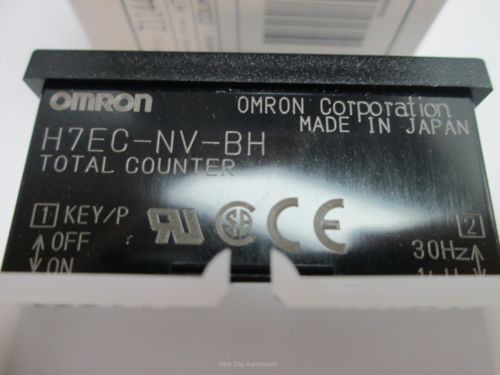 OMRON
OMRON Corporation
MADE IN JAPAN
H7EC-NV-BH
TOTAL COUNTER
1 KEY/P
OFF
ON
2
30Hz
Next Day Automation